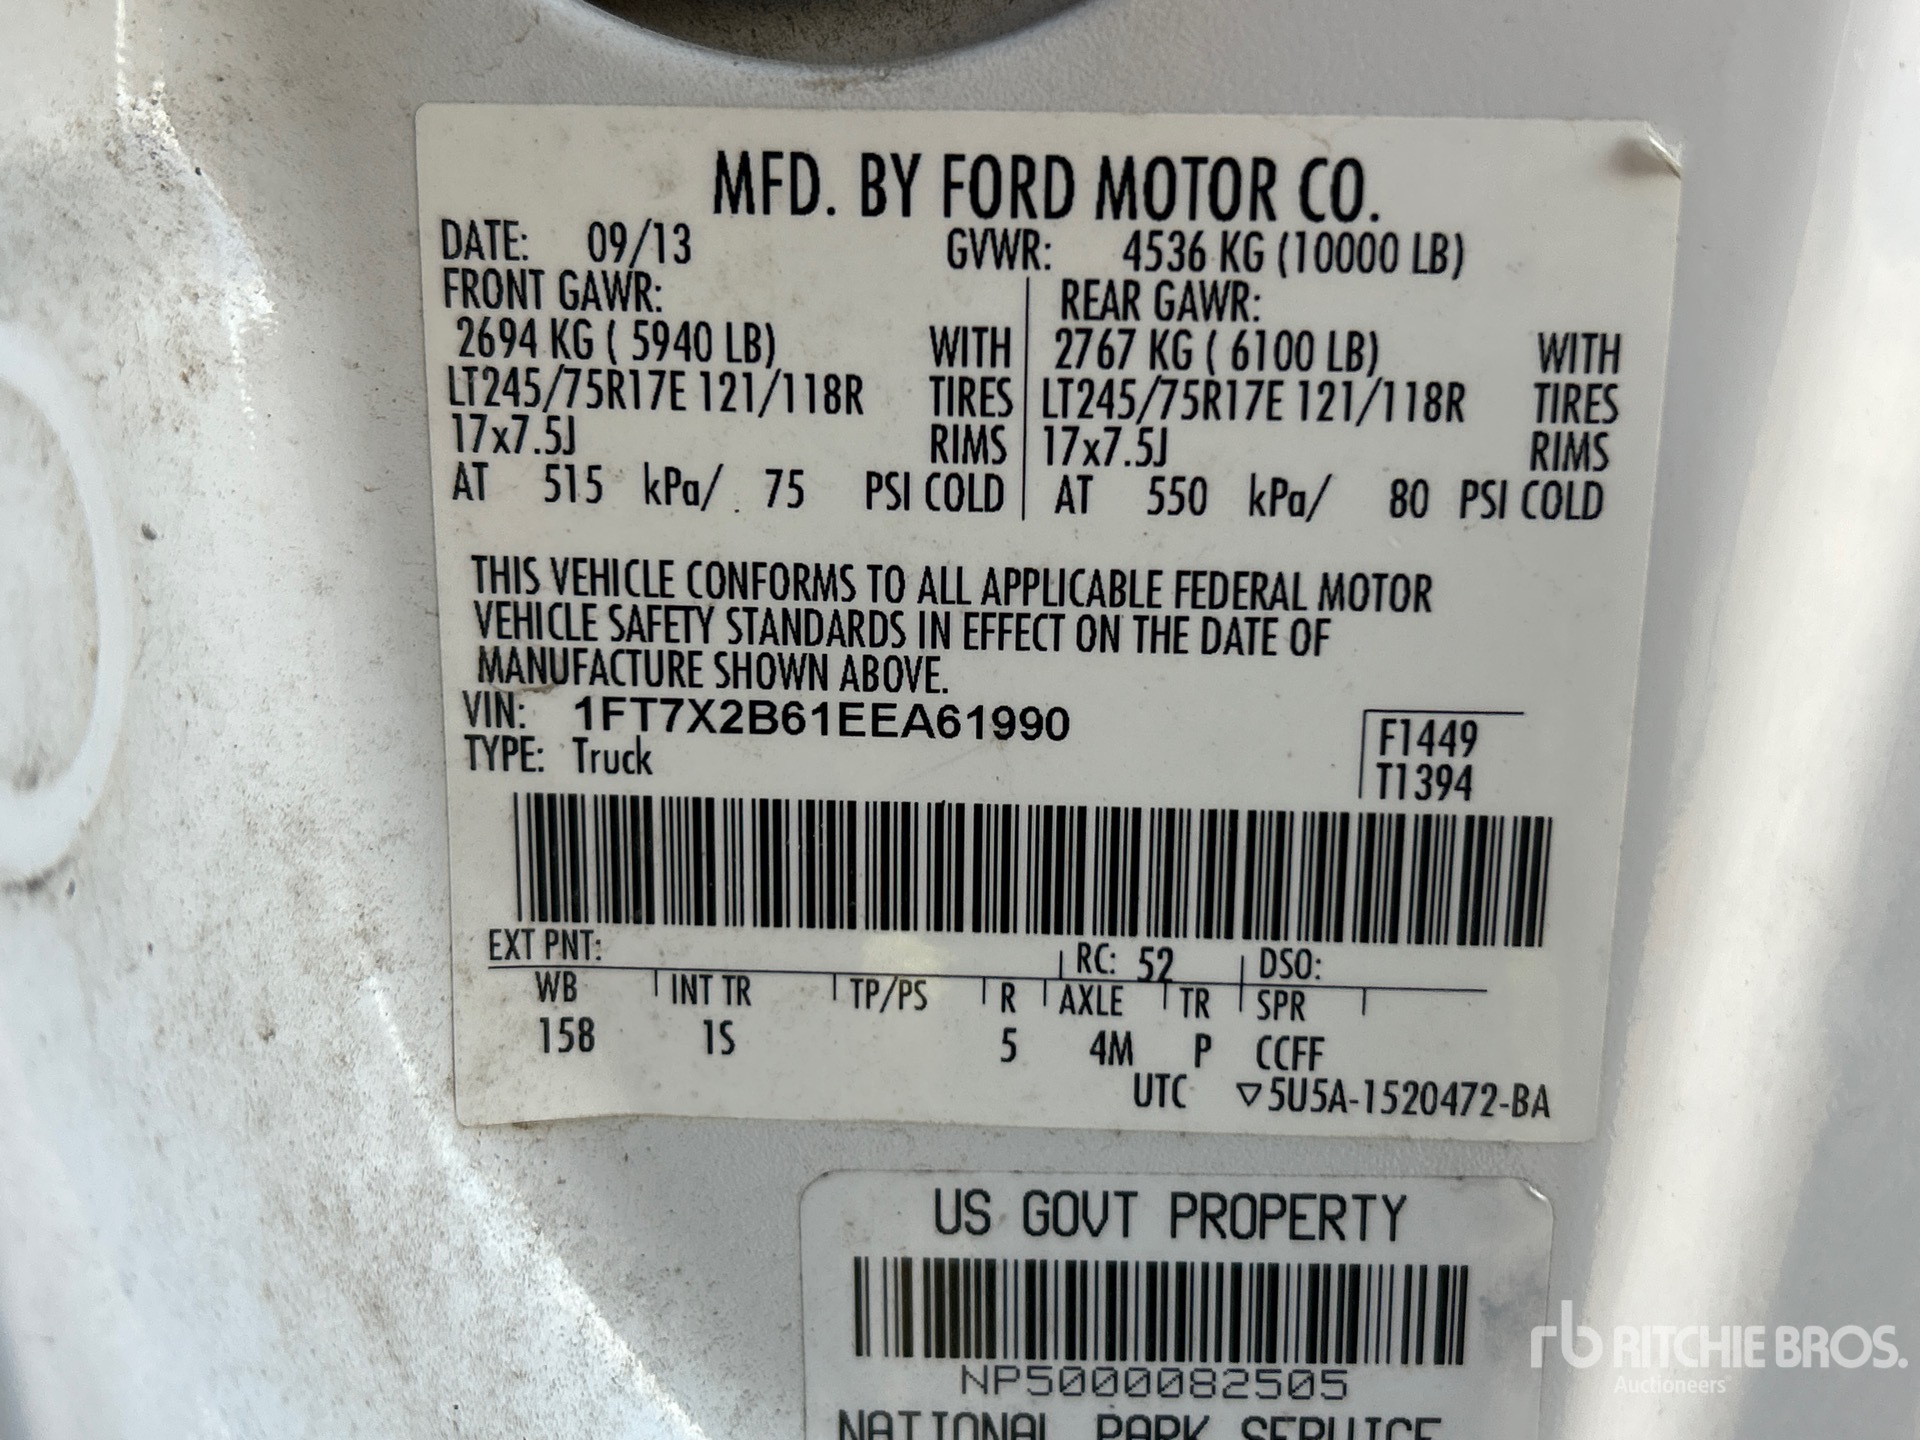 MFD. BY FORD MOTOR CO.
DATE: 09/13 GVWR: 4536 KG (10000 LB)
FRONT GAWR: REAR GAWR:
2694 KG ( 5940 LB) WITH 2767 KG ( 6100 LB) WITH
LT245/75R17E 121/118R TIRES LT245/75R17E 121/118R TIRES
17x7.5J RIMS 17x7.5J RIMS
AT 515 kPa/ 75 PSI COLD AT 550 kPa/ 80 PSI COLD
THIS VEHICLE CONFORMS TO ALL APPLICABLE FEDERAL MOTOR
VEHICLE SAFETY STANDARDS IN EFFECT ON THE DATE OF
MANUFACTURE SHOWN ABOVE.
VIN: 1FT7X2B61EEA61990
TYPE: Truck
F1449
T1394
EXT PNT: RC: 52 DSO:
WB INT TR TP/PS R AXLE TR SPR
158 1S 5 4M P CCFF
UTC ▽5U5A-1520472-BA
US GOVT PROPERTY
NP5000082505
NATIONAL PARK SERVICE
rb RITCHIE BROS.
Auctioneers